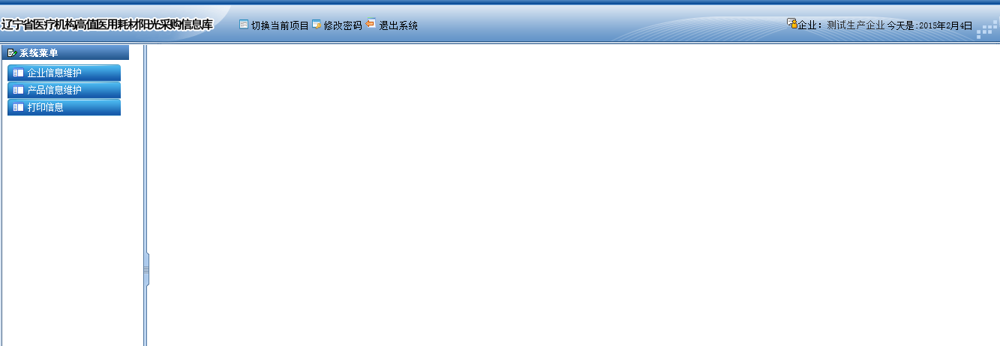 辽宁省医疗机构高值医用耗材阳光采购信息库 切换当前项目 修改密码 退出系统 企业：测试生产企业 今天是:2015年2月4日
系统菜单
企业信息维护
产品信息维护
打印信息